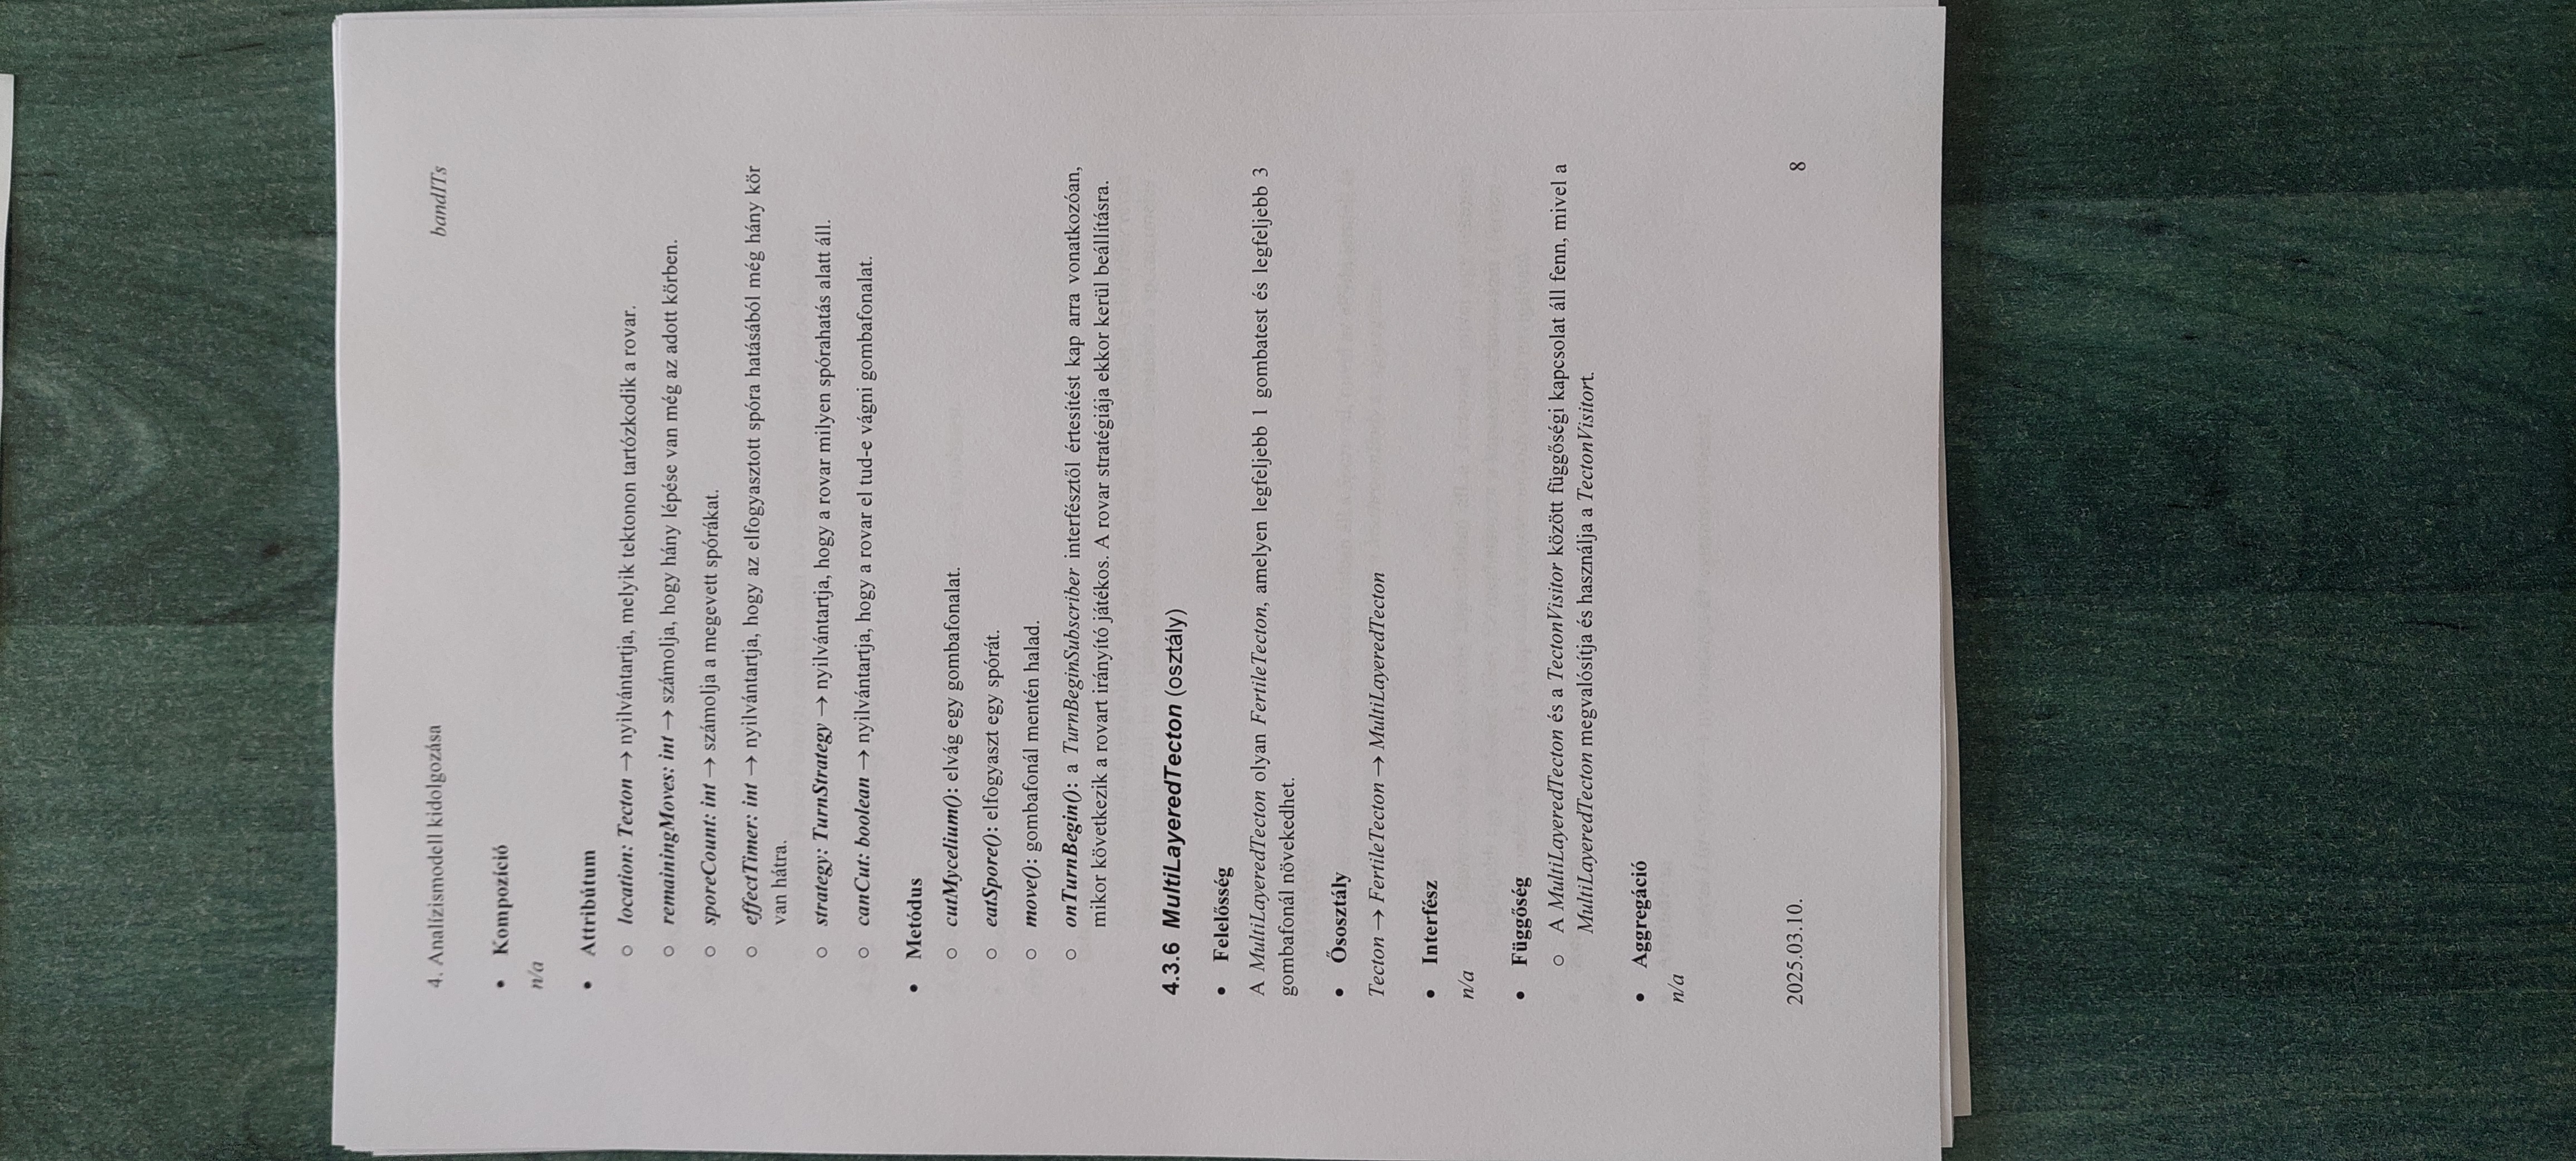 4. Analízismodell kidolgozása bandITs
• Kompozíció
n/a
• Attribútum
○ location: Tecton → nyilvántartja, melyik tektonon tartózkodik a rovar.
○ remainingMoves: int → számolja, hogy hány lépése van még az adott körben.
○ sporeCount: int → számolja a megevett spórákat.
○ effectTimer: int → nyilvántartja, hogy az elfogyasztott spóra hatásából még hány kör
van hátra.
○ strategy: TurnStrategy → nyilvántartja, hogy a rovar milyen spórahatás alatt áll.
○ canCut: boolean → nyilvántartja, hogy a rovar el tud-e vágni gombafonalat.
• Metódus
○ cutMycelium(): elvág egy gombafonalat.
○ eatSpore(): elfogyaszt egy spórát.
○ move(): gombafonál mentén halad.
○ onTurnBegin(): a TurnBeginSubscriber interfésztől értesítést kap arra vonatkozóan,
mikor következik a rovart irányító játékos. A rovar stratégiája ekkor kerül beállításra.
4.3.6 MultiLayeredTecton (osztály)
• Felelősség
A MultiLayeredTecton olyan FertileTecton, amelyen legfeljebb 1 gombatest és legfeljebb 3
gombafonál növekedhet.
• Ősosztály
Tecton → FertileTecton → MultiLayeredTecton
• Interfész
n/a
• Függőség
○ A MultiLayeredTecton és a TectonVisitor között függőségi kapcsolat áll fenn, mivel a
MultiLayeredTecton megvalósítja és használja a TectonVisitort.
• Aggregáció
n/a
2025.03.10. 8